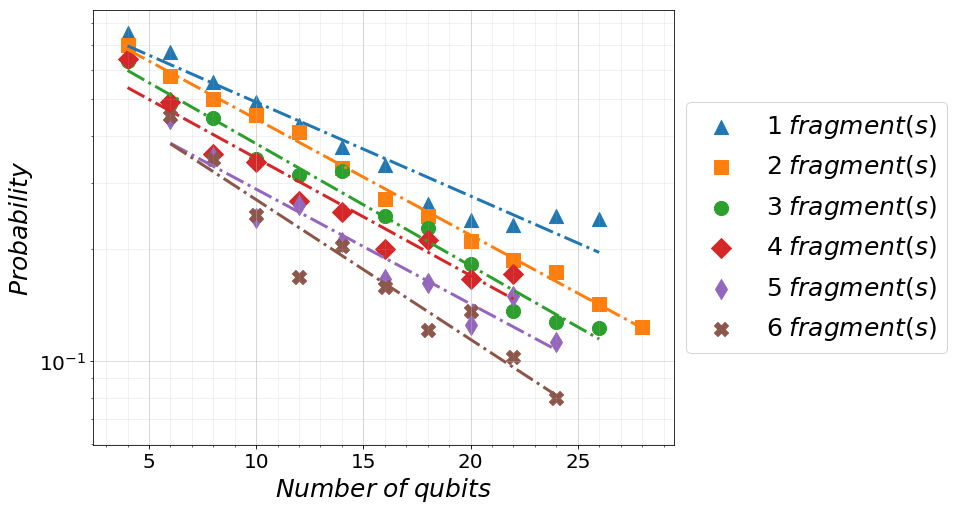 Probability
10⁻¹
5 10 15 20 25
Number of qubits
1 fragment(s)
2 fragment(s)
3 fragment(s)
4 fragment(s)
5 fragment(s)
6 fragment(s)